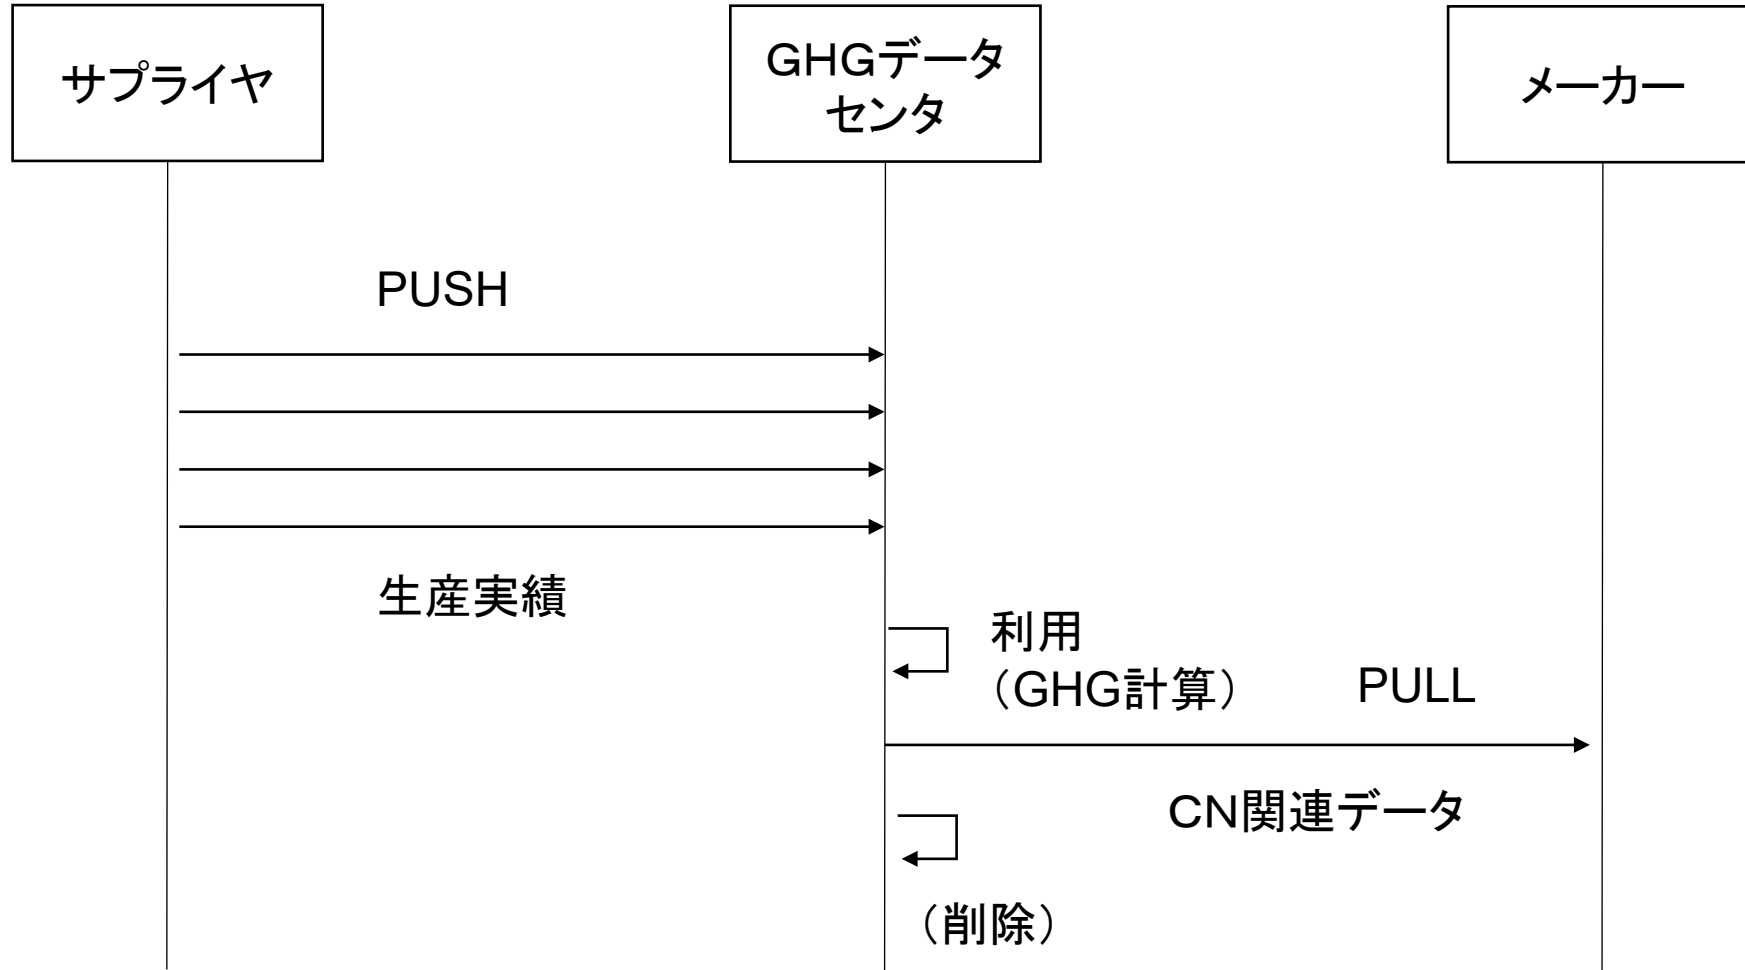 サプライヤ
GHGデータ
センタ
メーカー
PUSH
生産実績
利用
（GHG計算）
PULL
CN関連データ
（削除）